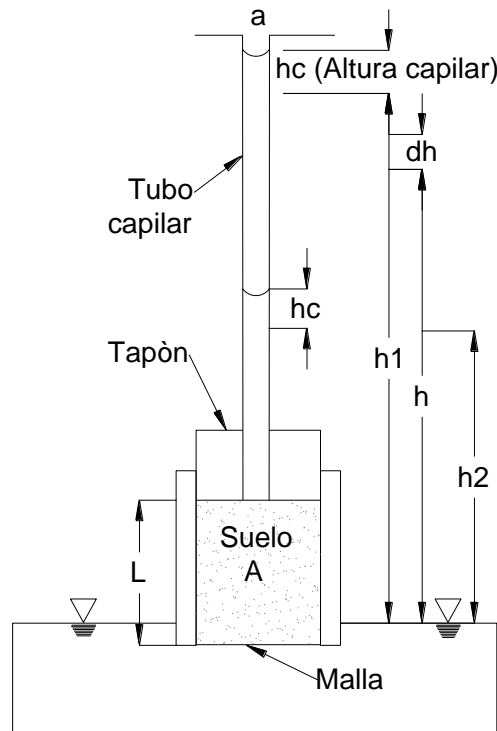 a
hc (Altura capilar)
dh
Tubo
capilar
hc
Tapòn
h1
h
h2
Suelo
A
L
Malla